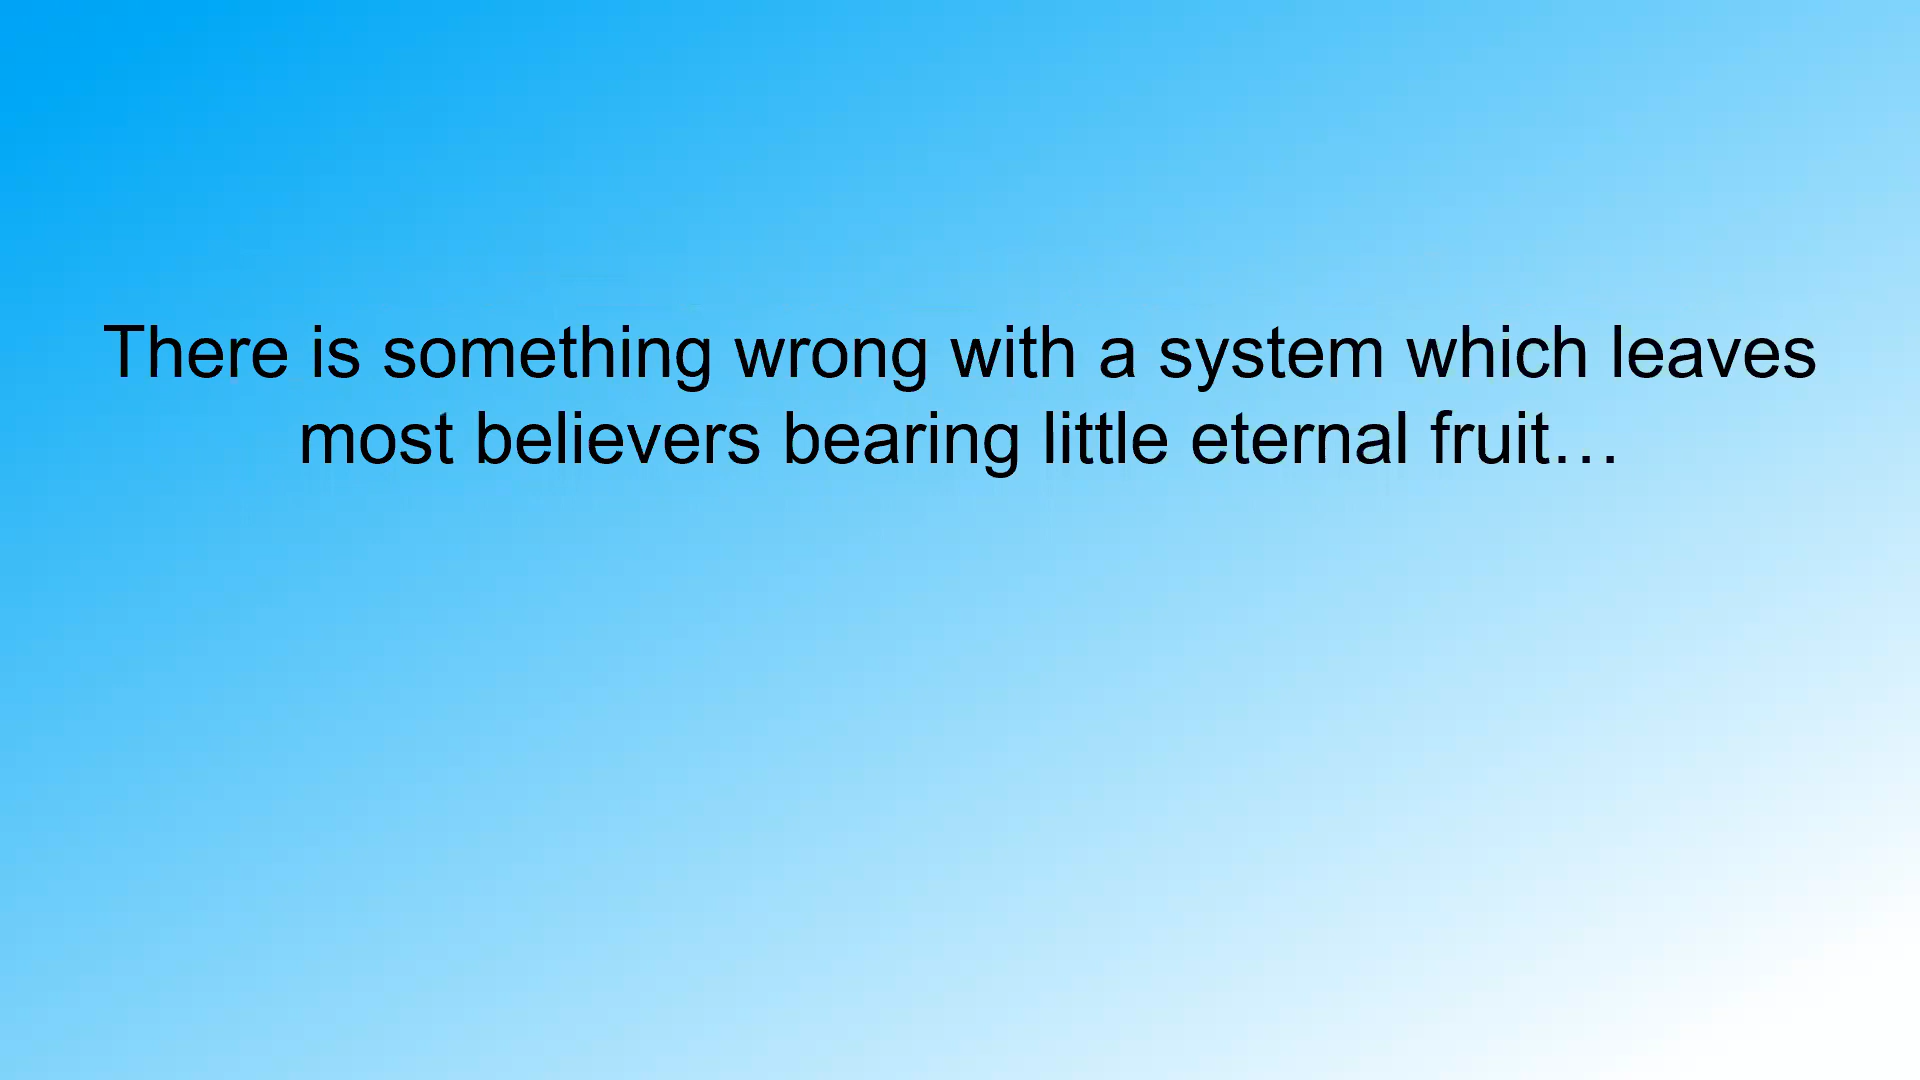 There is something wrong with a system which leaves
most believers bearing little eternal fruit…